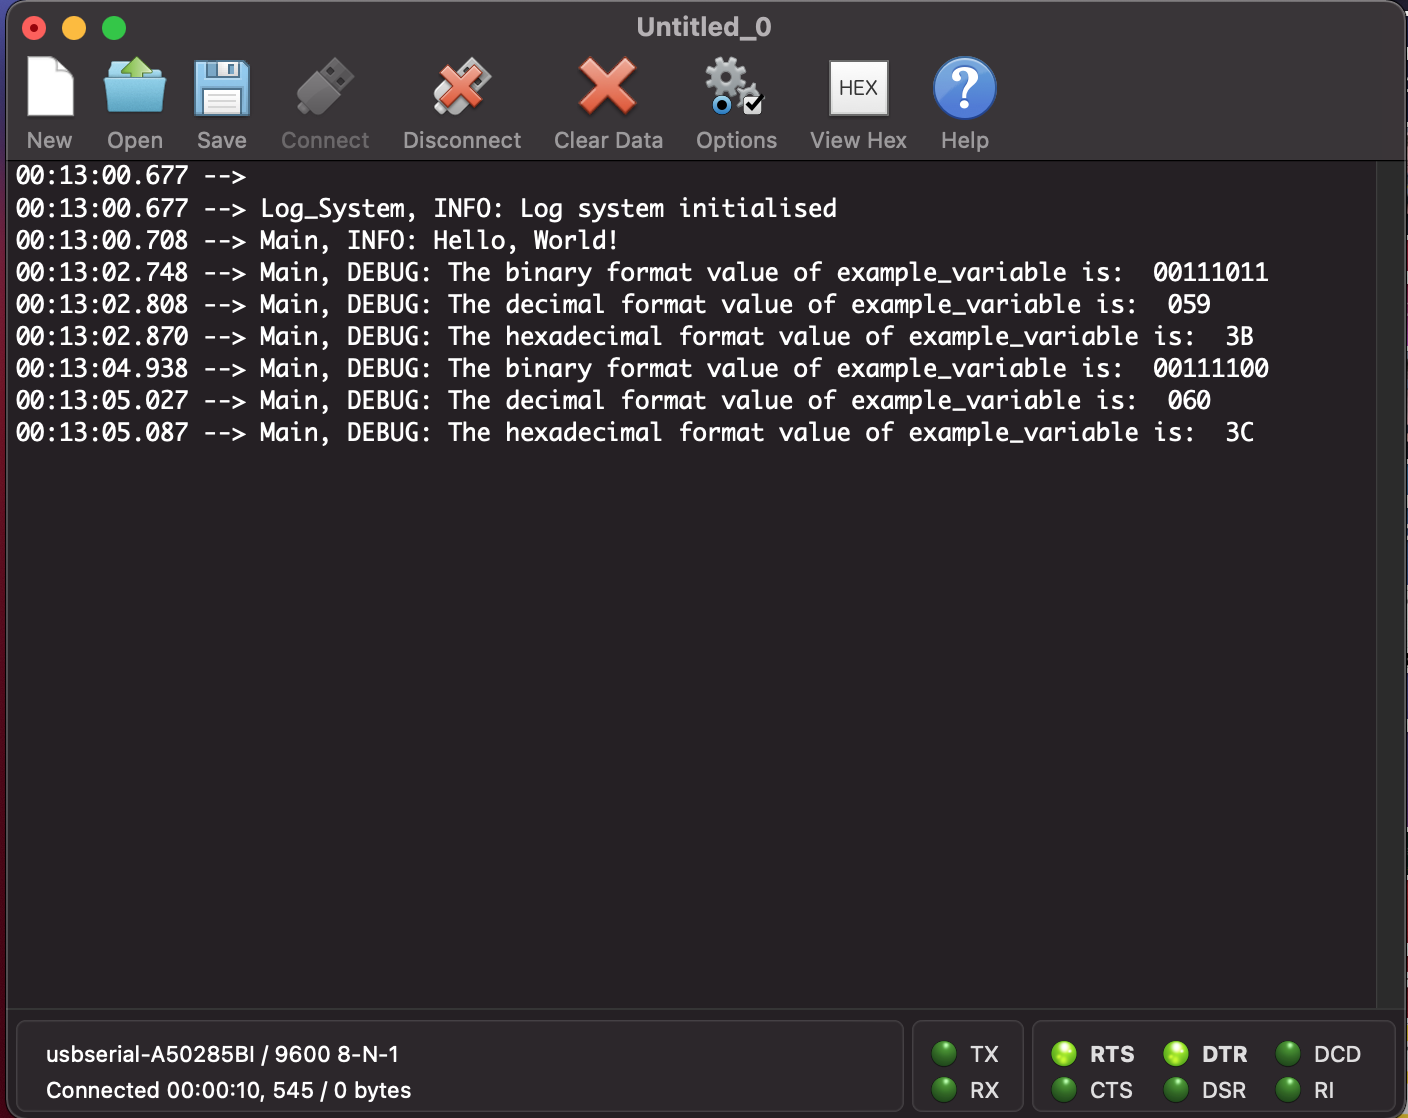 Untitled_0
New Open Save Connect Disconnect Clear Data Options HEX View Hex ? Help
00:13:00.677 -->
00:13:00.677 --> Log_System, INFO: Log system initialised
00:13:00.708 --> Main, INFO: Hello, World!
00:13:02.748 --> Main, DEBUG: The binary format value of example_variable is:  00111011
00:13:02.808 --> Main, DEBUG: The decimal format value of example_variable is:  059
00:13:02.870 --> Main, DEBUG: The hexadecimal format value of example_variable is:  3B
00:13:04.938 --> Main, DEBUG: The binary format value of example_variable is:  00111100
00:13:05.027 --> Main, DEBUG: The decimal format value of example_variable is:  060
00:13:05.087 --> Main, DEBUG: The hexadecimal format value of example_variable is:  3C
usbserial-A50285BI / 9600 8-N-1
Connected 00:00:10, 545 / 0 bytes
TX RTS DTR DCD
RX CTS DSR RI